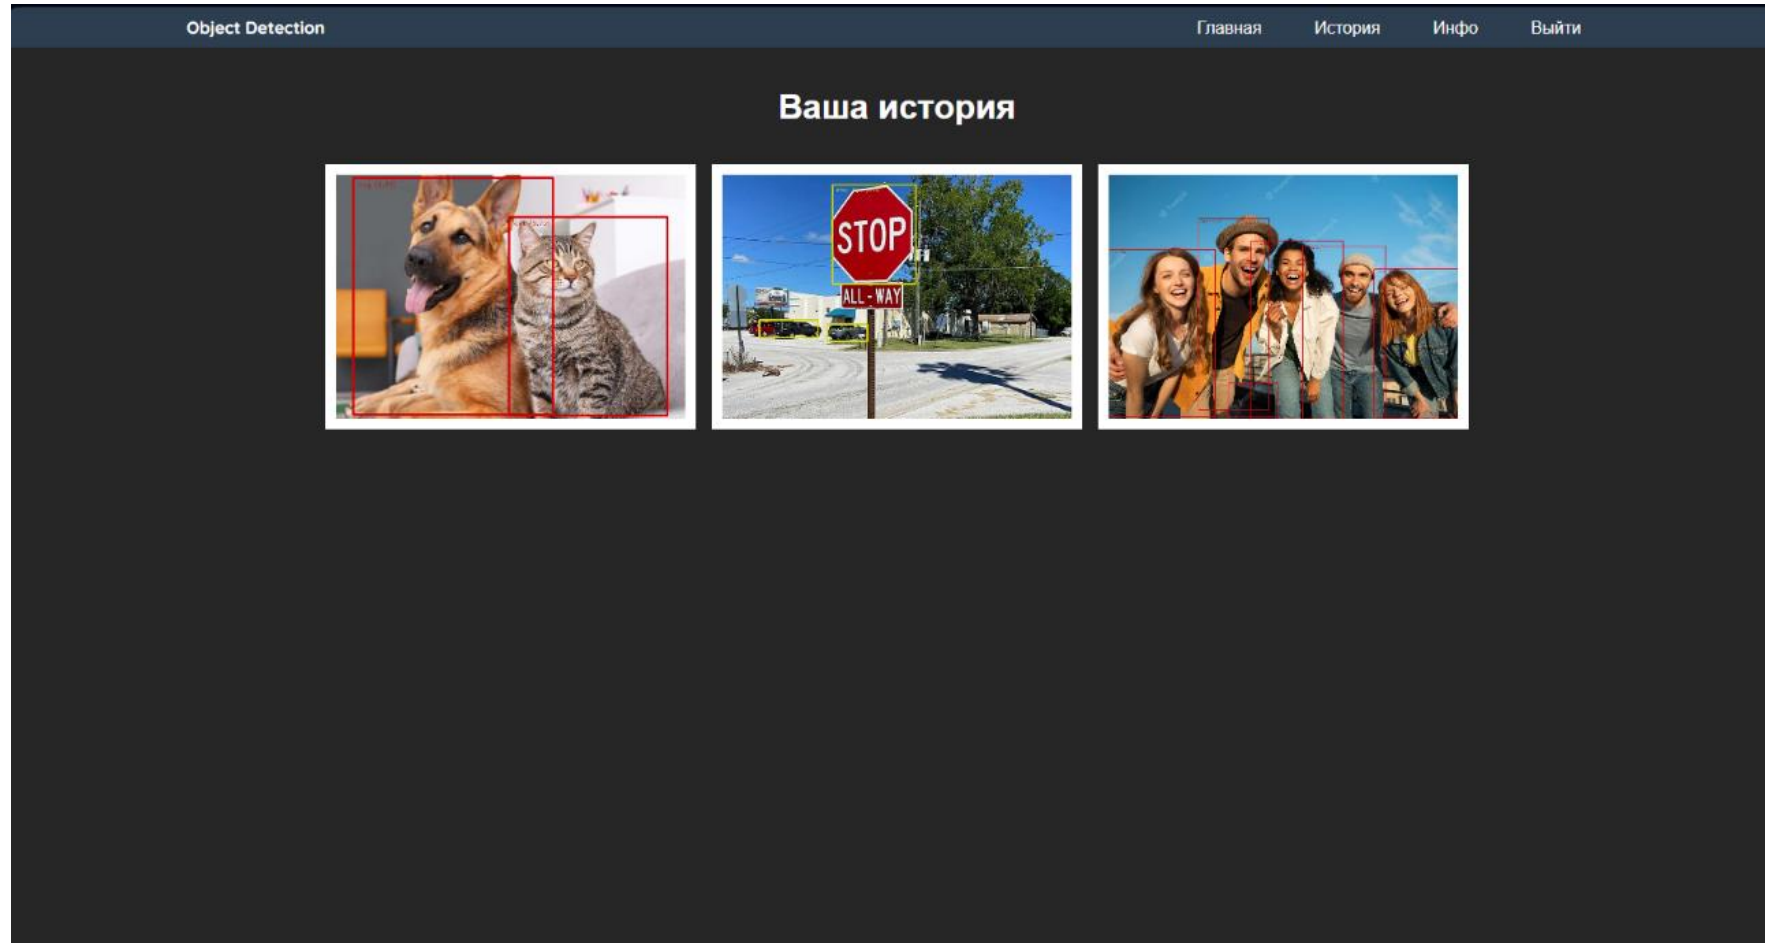 Object Detection
Главная
История
Инфо
Выйти
Ваша история
STOP
ALL-WAY